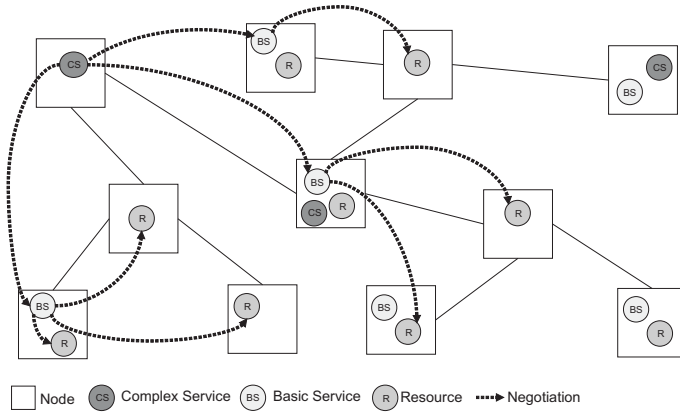 BS
R
R
CS
CS
BS
BS
CS
R
R
R
BS
R
R
BS
R
BS
R
Node
CS Complex Service
BS Basic Service
R Resource
Negotiation